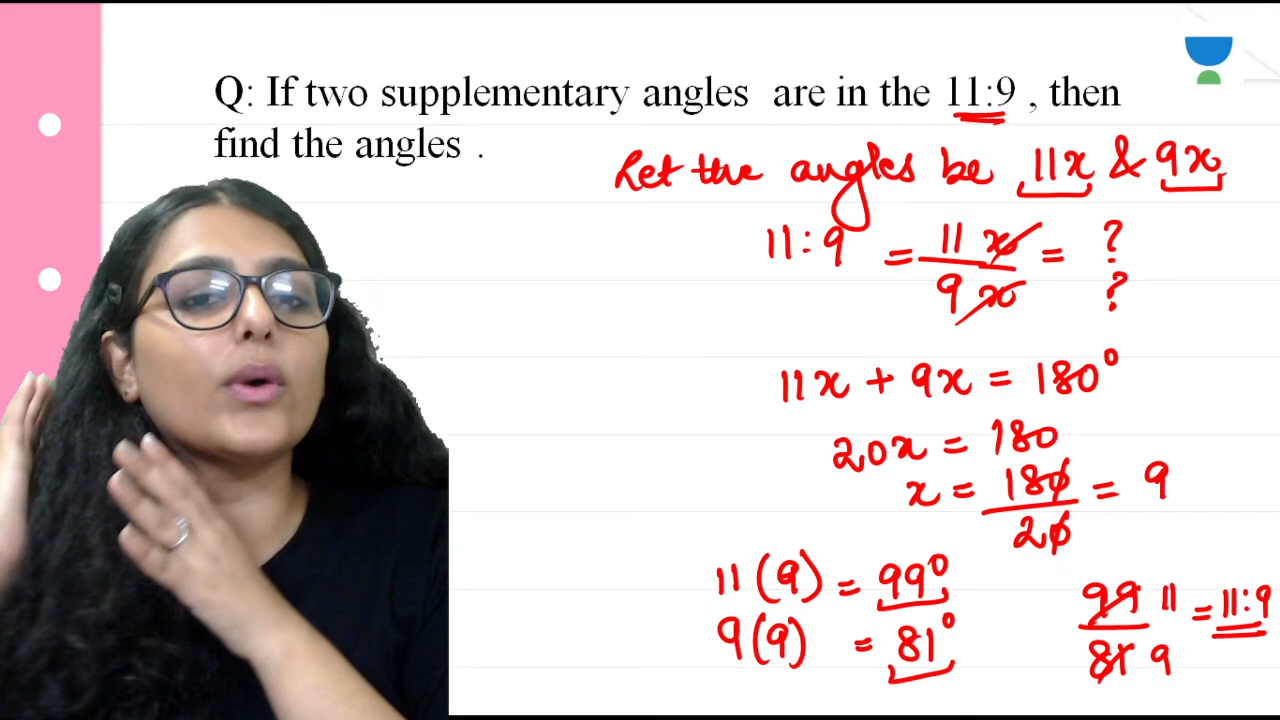 Q: If two supplementary angles are in the 11:9 , then
find the angles .
Let the angles be 11x & 9x
11:9 = 11x/9x = ?/?
11x + 9x = 180°
20x = 180
x = 180/20 = 9
11(9) = 99°
9(9) = 81°
99/81 11/9 = 11:9